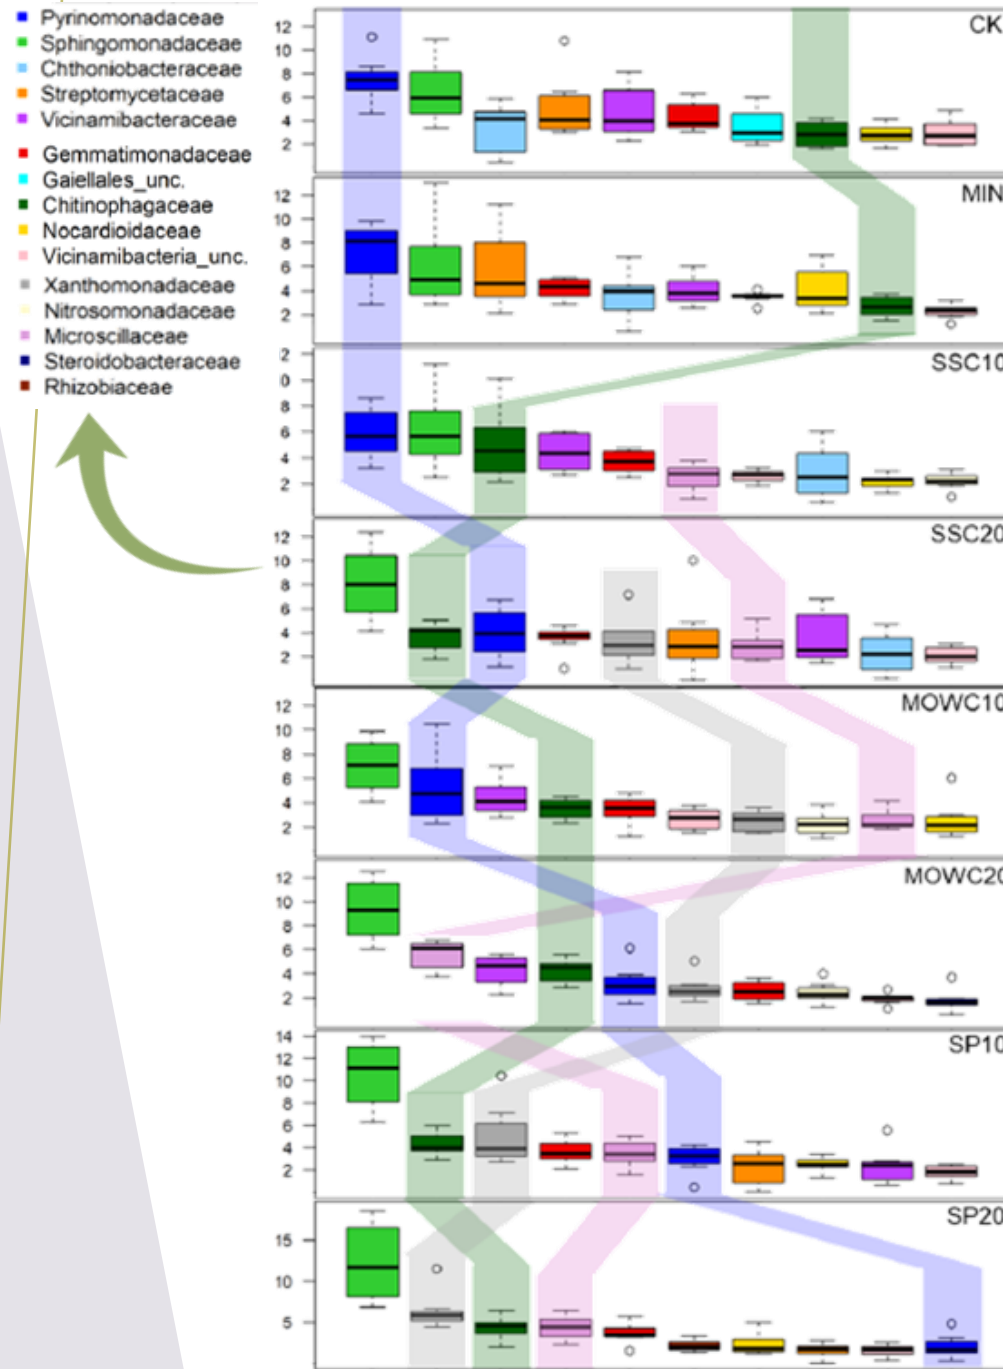 Pyrinomonadaceae
Sphingomonadaceae
Chthoniobacteraceae
Streptomycetaceae
Vicinamibacteraceae
Gemmatimonadaceae
Gaiellales_unc.
Chitinophagaceae
Nocardioidaceae
Vicinamibacteria_unc.
Xanthomonadaceae
Nitrosomonadaceae
Microscillaceae
Steroidobacteraceae
Rhizobiaceae
CK
12
10
8
6
4
2
MIN
12
10
8
6
4
2
SSC10
2
0
8
6
4
2
SSC20
12
10
8
6
4
2
MOWC10
12
10
8
6
4
2
MOWC20
12
10
8
6
4
2
SP10
14
12
10
8
6
4
2
SP20
15
10
5